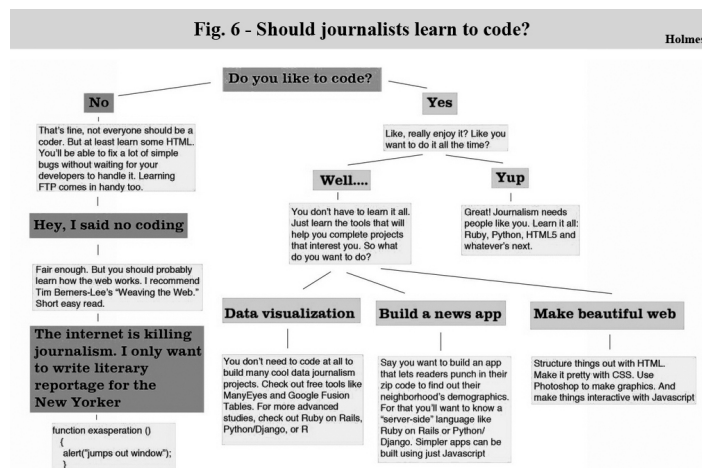 Fig. 6 - Should journalists learn to code?
Holmes
Do you like to code?
No
Yes
That's fine, not everyone should be a
coder. But at least learn some HTML.
You'll be able to fix a lot of simple
bugs without waiting for your
developers to handle it. Learning
FTP comes in handy too.
Like, really enjoy it? Like you
want to do it all the time?
Well....
Yup
You don't have to learn it all.
Just learn the tools that will
help you complete projects
that interest you. So what
do you want to do?
Great! Journalism needs
people like you. Learn it all:
Ruby, Python, HTML5 and
whatever's next.
Hey, I said no coding
Fair enough. But you should probably
learn how the web works. I recommend
Tim Berners-Lee's "Weaving the Web."
Short easy read.
Data visualization
Build a news app
Make beautiful web
The internet is killing
journalism. I only want
to write literary
reportage for the
New Yorker
You don't need to code at all to
build many cool data journalism
projects. Check out free tools like
ManyEyes and Google Fusion
Tables. For more advanced
studies, check out Ruby on Rails,
Python/Django, or R
Say you want to build an app
that lets readers punch in their
zip code to find out their
neighborhood's demographics.
For that you'll want to know a
"server-side" language like
Ruby on Rails or Python/
Django. Simpler apps can be
built using just Javascript
Structure things out with HTML.
Make it pretty with CSS. Use
Photoshop to make graphics. And
make things interactive with Javascript
function exasperation ()
{
alert("jumps out window");
}